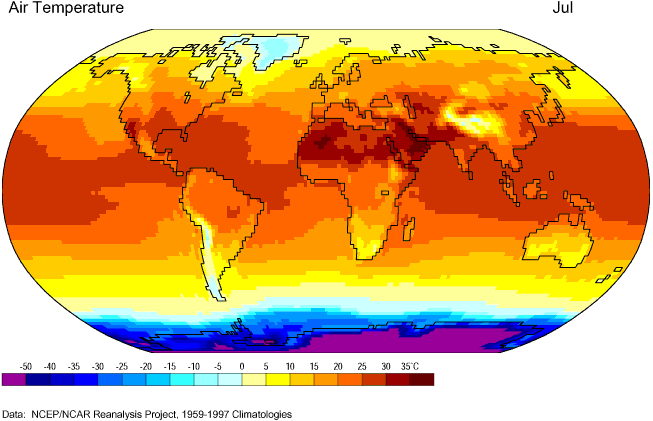 Air Temperature Jul
-50 -40 -35 -30 -25 -20 -15 -10 -5 0 5 10 15 20 25 30 35°C
Data: NCEP/NCAR Reanalysis Project, 1959-1997 Climatologies